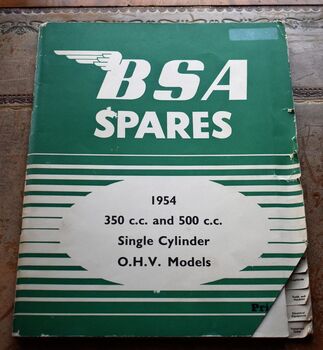 BSA
SPARES
1954
350 c.c. and 500 c.c.
Single Cylinder
O.H.V. Models